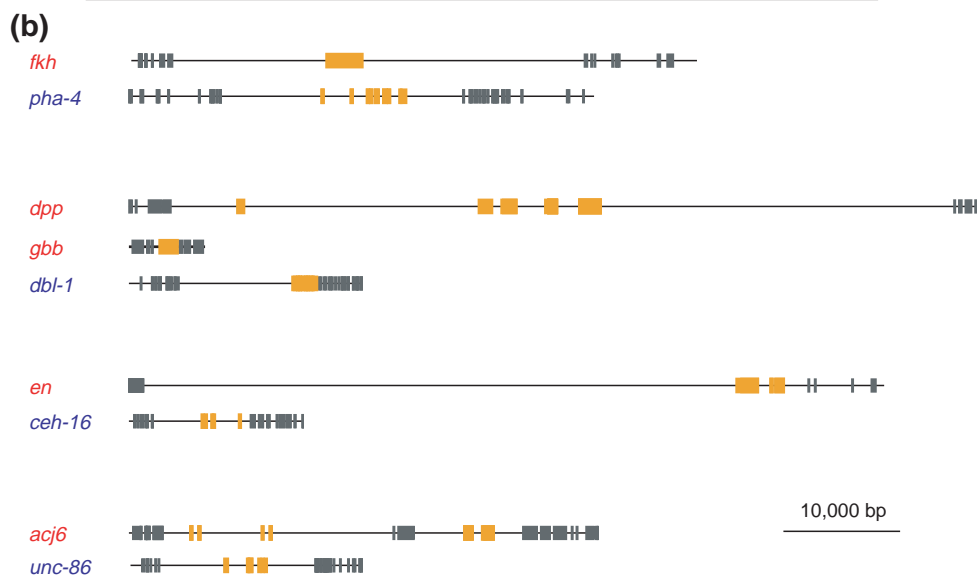 (b)
fkh
pha-4
dpp
gbb
dbl-1
en
ceh-16
acj6
10,000 bp
unc-86